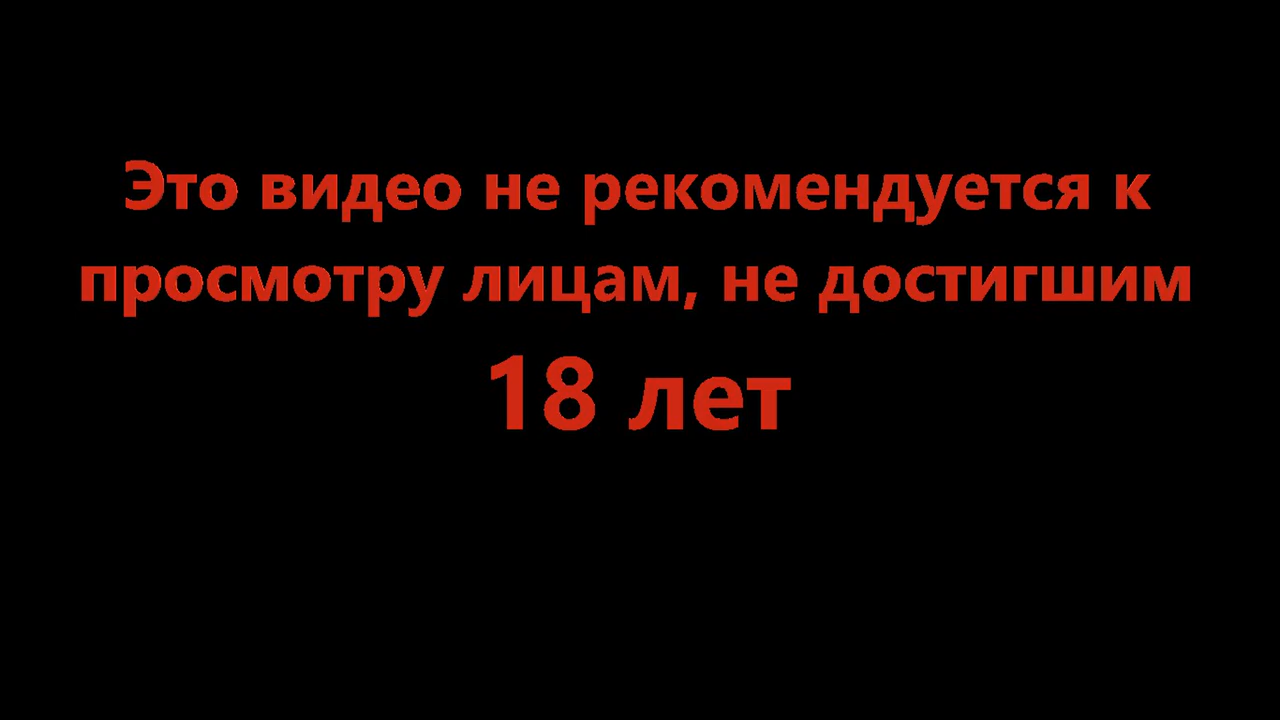 Это видео не рекомендуется к
просмотру лицам, не достигшим
18 лет